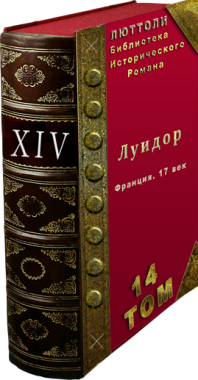 ЛЮТТОЛИ
Библиотека
Исторического
Романа
XIV
Луидор
Франция. 17 век
14
ТОМ